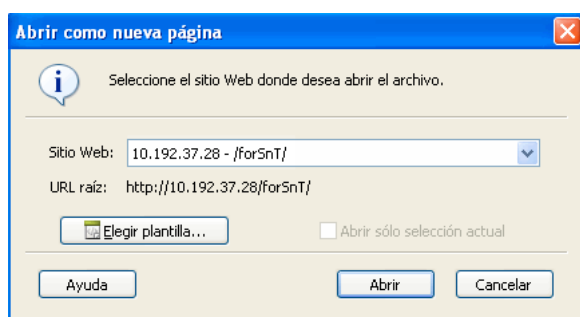 Abrir como nueva página
Seleccione el sitio Web donde desea abrir el archivo.
Sitio Web: 10.192.37.28 - /forSnT/
URL raíz: http://10.192.37.28/forSnT/
Elegir plantilla... Abrir sólo selección actual
Ayuda Abrir Cancelar